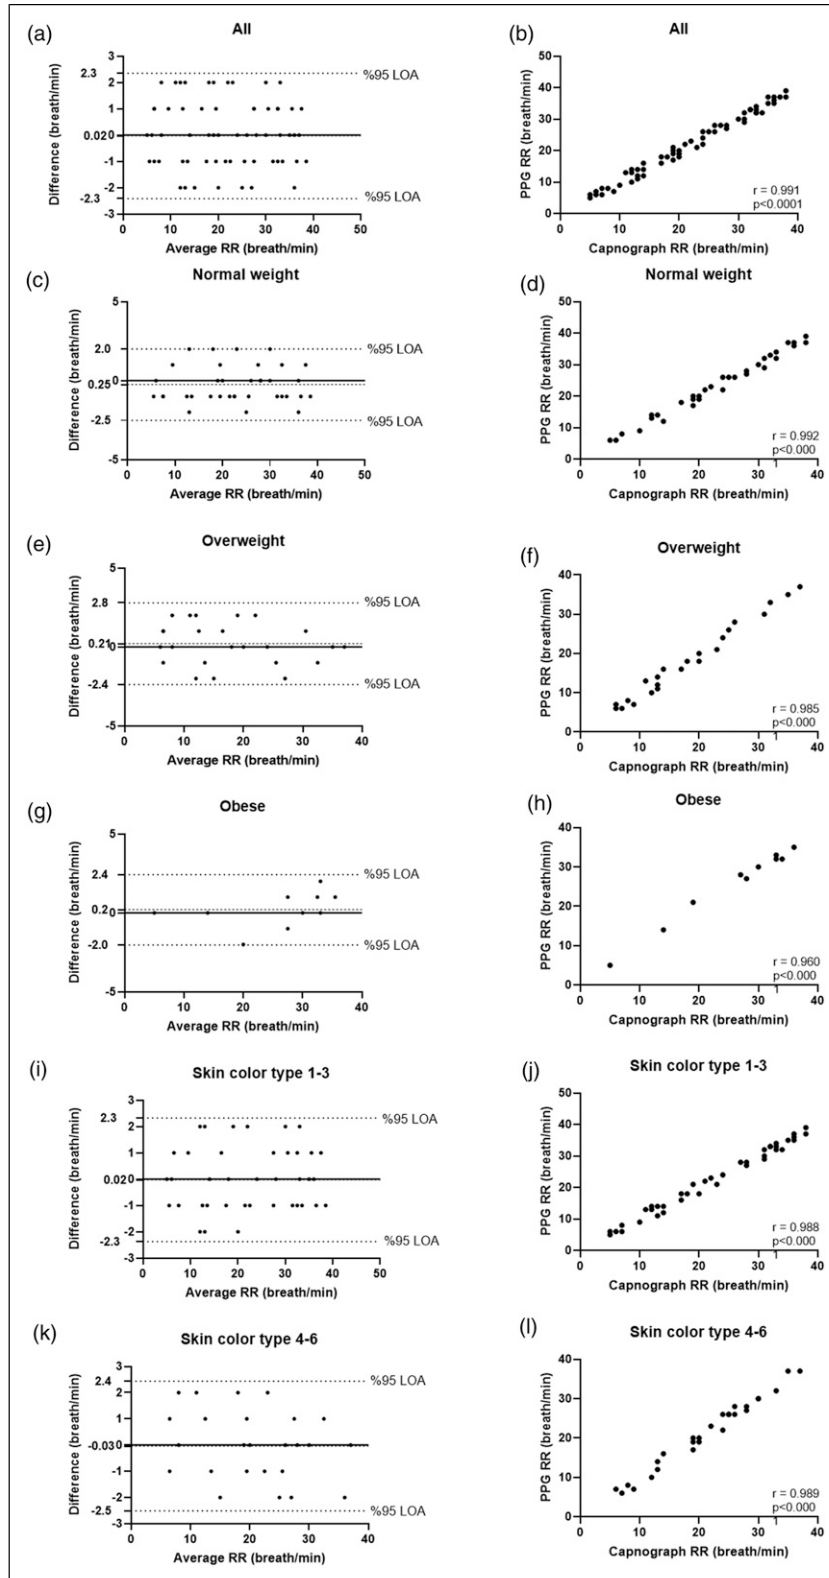 (a)
All
Difference (breath/min)
3
2.3
2
1
0.02
0
-1
-2
-2.3
-3
%95 LOA
%95 LOA
0 10 20 30 40 50
Average RR (breath/min)
(b)
All
PPG RR (breath/min)
50
40
30
20
10
0
r = 0.991
p<0.0001
0 10 20 30 40
Capnograph RR (breath/min)
(c)
Normal weight
Difference (breath/min)
5
2.0
0
0.25
-2.5
-5
%95 LOA
%95 LOA
0 10 20 30 40 50
Average RR (breath/min)
(d)
Normal weight
PPG RR (breath/min)
50
40
30
20
10
0
r = 0.992
p<0.000
0 10 20 30 40
Capnograph RR (breath/min)
(e)
Overweight
Difference (breath/min)
5
2.8
0.21
0
-2.4
-5
%95 LOA
%95 LOA
0 10 20 30 40
Average RR (breath/min)
(f)
Overweight
PPG RR (breath/min)
40
30
20
10
0
r = 0.985
p<0.000
0 10 20 30 40
Capnograph RR (breath/min)
(g)
Obese
Difference (breath/min)
5
2.4
0.2
0
-2.0
-5
%95 LOA
%95 LOA
0 10 20 30 40
Average RR (breath/min)
(h)
Obese
PPG RR (breath/min)
40
30
20
10
0
r = 0.960
p<0.000
0 10 20 30 40
Capnograph RR (breath/min)
(i)
Skin color type 1-3
Difference (breath/min)
3
2.3
2
1
0.02
0
-1
-2
-2.3
-3
%95 LOA
%95 LOA
0 10 20 30 40 50
Average RR (breath/min)
(j)
Skin color type 1-3
PPG RR (breath/min)
50
40
30
20
10
0
r = 0.988
p<0.000
0 10 20 30 40
Capnograph RR (breath/min)
(k)
Skin color type 4-6
Difference (breath/min)
3
2.4
2
1
-0.03
0
-1
-2
-2.5
-3
%95 LOA
%95 LOA
0 10 20 30 40 50
Average RR (breath/min)
(l)
Skin color type 4-6
PPG RR (breath/min)
40
30
20
10
0
r = 0.989
p<0.000
0 10 20 30 40
Capnograph RR (breath/min)